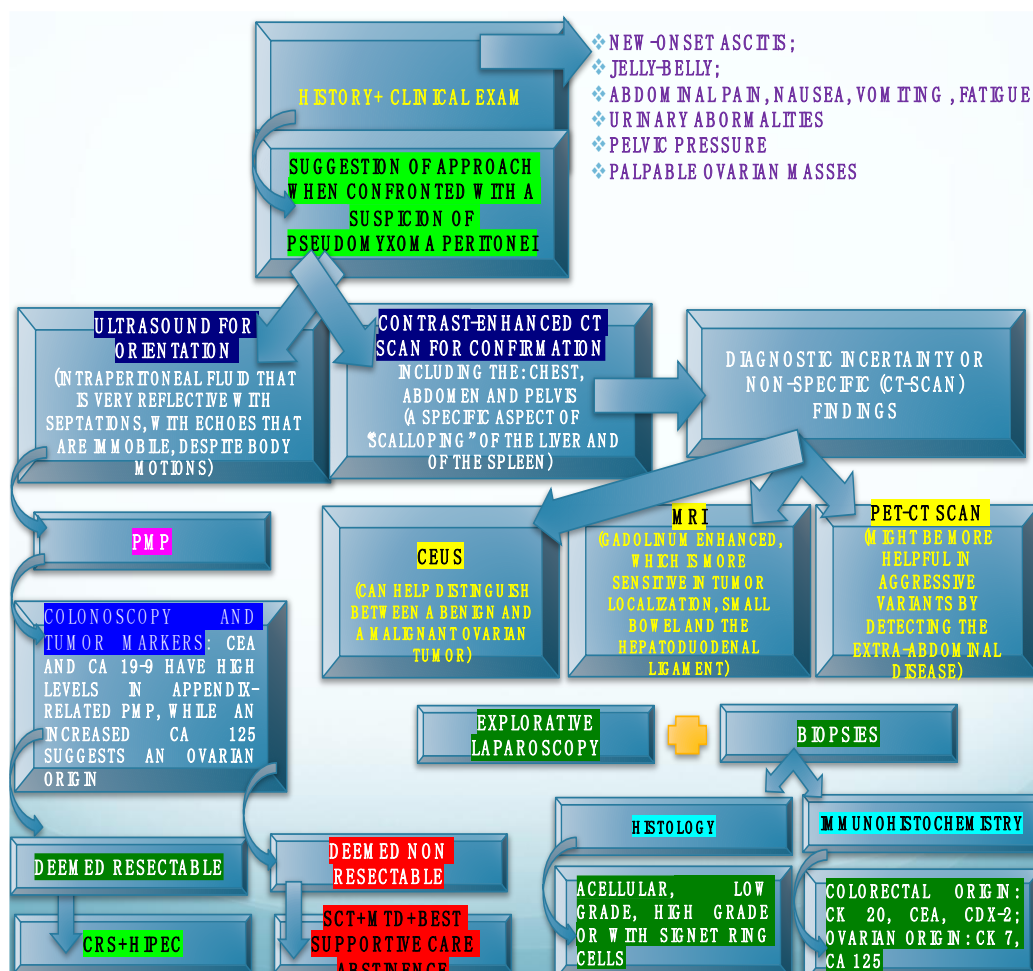 HISTORY+ CLINICAL EXAM
❖NEW-ONSET ASCITIS;
❖JELLY-BELLY;
❖ABDOMINAL PAIN, NAUSEA, VOMITING , FATIGUE
❖URINARY ABORMALITIES
❖PELVIC PRESSURE
❖PALPABLE OVARIAN MASSES
SUGGESTION OF APPROACH
WHEN CONFRONTED WITH A
SUSPICION OF
PSEUDOMYXOMA PERITONEI
ULTRASOUND FOR
ORIENTATION
(INTRAPERITONEAL FLUID THAT
IS VERY REFLECTIVE WITH
SEPTATIONS, WITH ECHOES THAT
ARE IMMOBILE, DESPITE BODY
MOTIONS)
CONTRAST-ENHANCED CT
SCAN FOR CONFIRMATION
INCLUDING THE: CHEST,
ABDOMEN AND PELVIS
(A SPECIFIC ASPECT OF
“SCALLOPING” OF THE LIVER AND
OF THE SPLEEN)
DIAGNOSTIC INCERTAINTY OR
NON-SPECIFIC (CT-SCAN)
FINDINGS
PMP
CEUS
(CAN HELP DISTINGUISH
BETWEEN A BENIGN AND
A MALIGNANT OVARIAN
TUMOR)
MRI
(GADOLINUM ENHANCED,
WHICH IS MORE
SENSITIVE IN TUMOR
LOCALIZATION, SMALL
BOWEL AND THE
HEPATODUODENAL
LIGAMENT)
PET-CT SCAN
(MIGHT BE MORE
HELPFUL IN
AGGRESSIVE
VARIANTS BY
DETECTING THE
EXTRA-ABDOMINAL
DISEASE)
COLONOSCOPY AND
TUMOR MARKERS: CEA
AND CA 19-9 HAVE HIGH
LEVELS IN APPENDIX-
RELATED PMP, WHILE AN
INCREASED CA 125
SUGGESTS AN OVARIAN
ORIGIN
EXPLORATIVE
LAPAROSCOPY
BIOPSIES
HISTOLOGY
IMMUNOHISTOCHEMISTRY
DEEMED RESECTABLE
DEEMED NON
RESECTABLE
ACELLULAR, LOW
GRADE, HIGH GRADE
OR WITH SIGNET RING
CELLS
COLORECTAL ORIGIN:
CK 20, CEA, CDX-2;
OVARIAN ORIGIN: CK 7,
CA 125
CRS+HIPEC
SCT+MTD+BEST
SUPPORTIVE CARE
ABSTINENCE